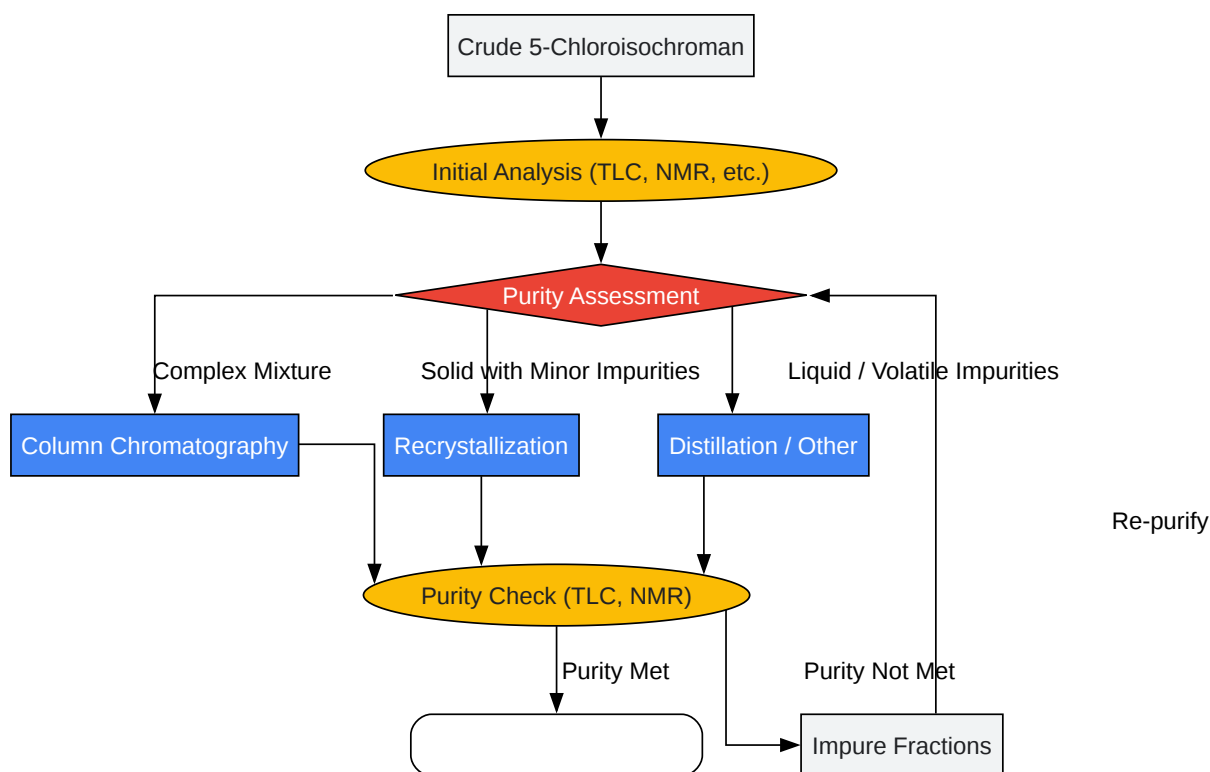 Crude 5-Chloroisochroman
Initial Analysis (TLC, NMR, etc.)
Purity Assessment
Complex Mixture
Solid with Minor Impurities
Liquid / Volatile Impurities
Column Chromatography
Recrystallization
Distillation / Other
Re-purify
Purity Check (TLC, NMR)
Purity Met
Purity Not Met
Impure Fractions